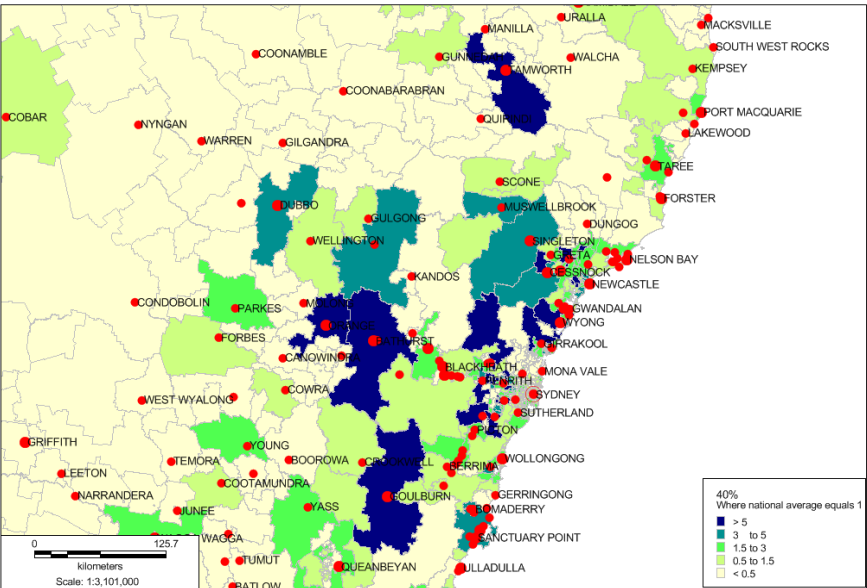 URALLA
MACKSVILLE
MANILLA
SOUTH WEST ROCKS
COONAMBLE
WALCHA
KEMPSEY
TAMWORTH
COONABARABRAN
COBAR
NYNGAN
PORT MACQUARIE
LAKEWOOD
WARREN
GILGANDRA
TAREE
SCONE
FORSTER
DUBBO
MUSWELLBROOK
GULGONG
DUNGOG
WELLINGTON
SINGLETON
NELSON BAY
CESSNOCK
KANDOS
NEWCASTLE
CONDOBOLIN
PARKES
GWANDALAN
WYONG
ORANGE
FORBES
BATHURST
GIRRAKOOL
CANOWINDRA
BLACKHEATH
MONA VALE
PENRITH
COWRA
SYDNEY
WEST WYALONG
SUTHERLAND
PICTON
GRIFFITH
YOUNG
TEMORA
BOOROWA
CROOKWELL
WOLLONGONG
BERRIMA
LEETON
COOTAMUNDRA
NARRANDERA
GOULBURN
GERRINGONG
JUNEE
YASS
BOMADERRY
WAGGA WAGGA
SANCTUARY POINT
TUMUT
QUEANBEYAN
ULLADULLA
BATLOW
0 125.7
kilometers
Scale: 1:3,101,000
40%
Where national average equals 1
> 5
3 to 5
1.5 to 3
0.5 to 1.5
< 0.5